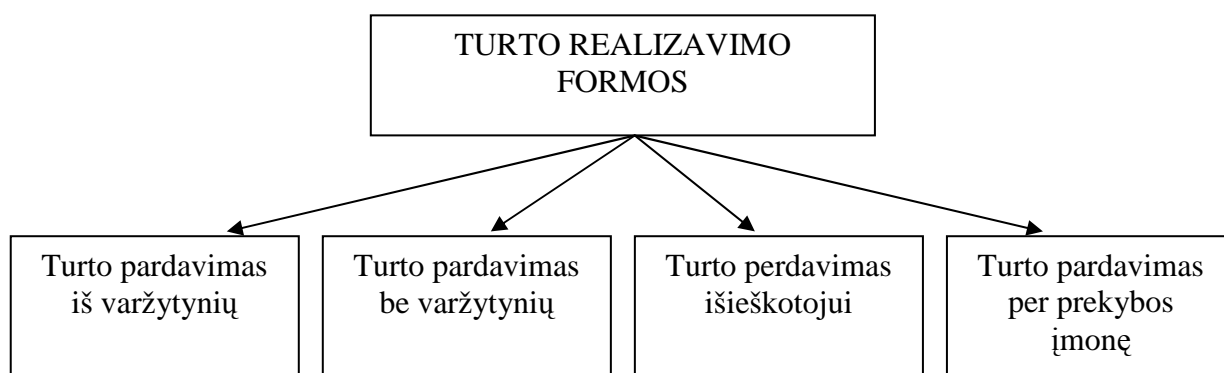 TURTO REALIZAVIMO
FORMOS
Turto pardavimas
iš varžytynių
Turto pardavimas
be varžytynių
Turto perdavimas
išieškotojui
Turto pardavimas
per prekybos
įmonę